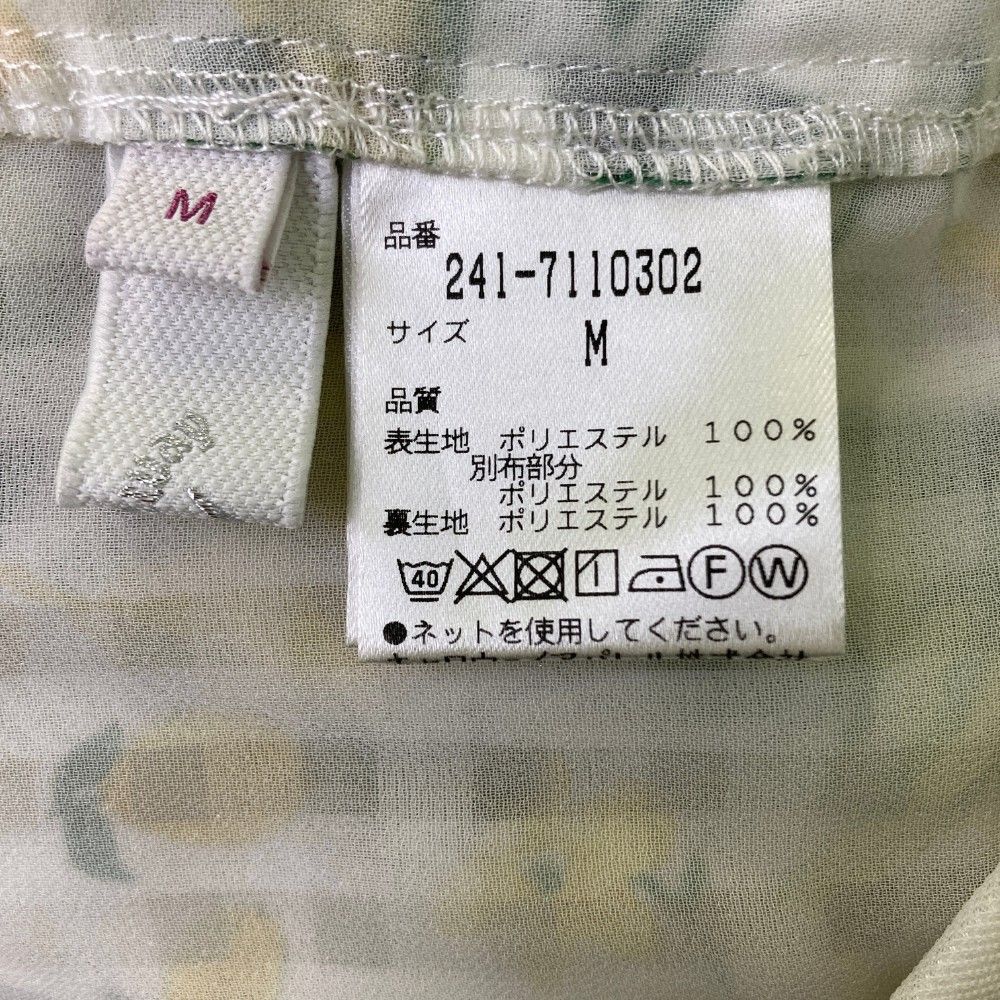 M
品番
241-7110302
サイズ
M
品質
表生地 ポリエステル 100%
別布部分
ポリエステル 100%
裏生地 ポリエステル 100%
40 F W
●ネットを使用してください。